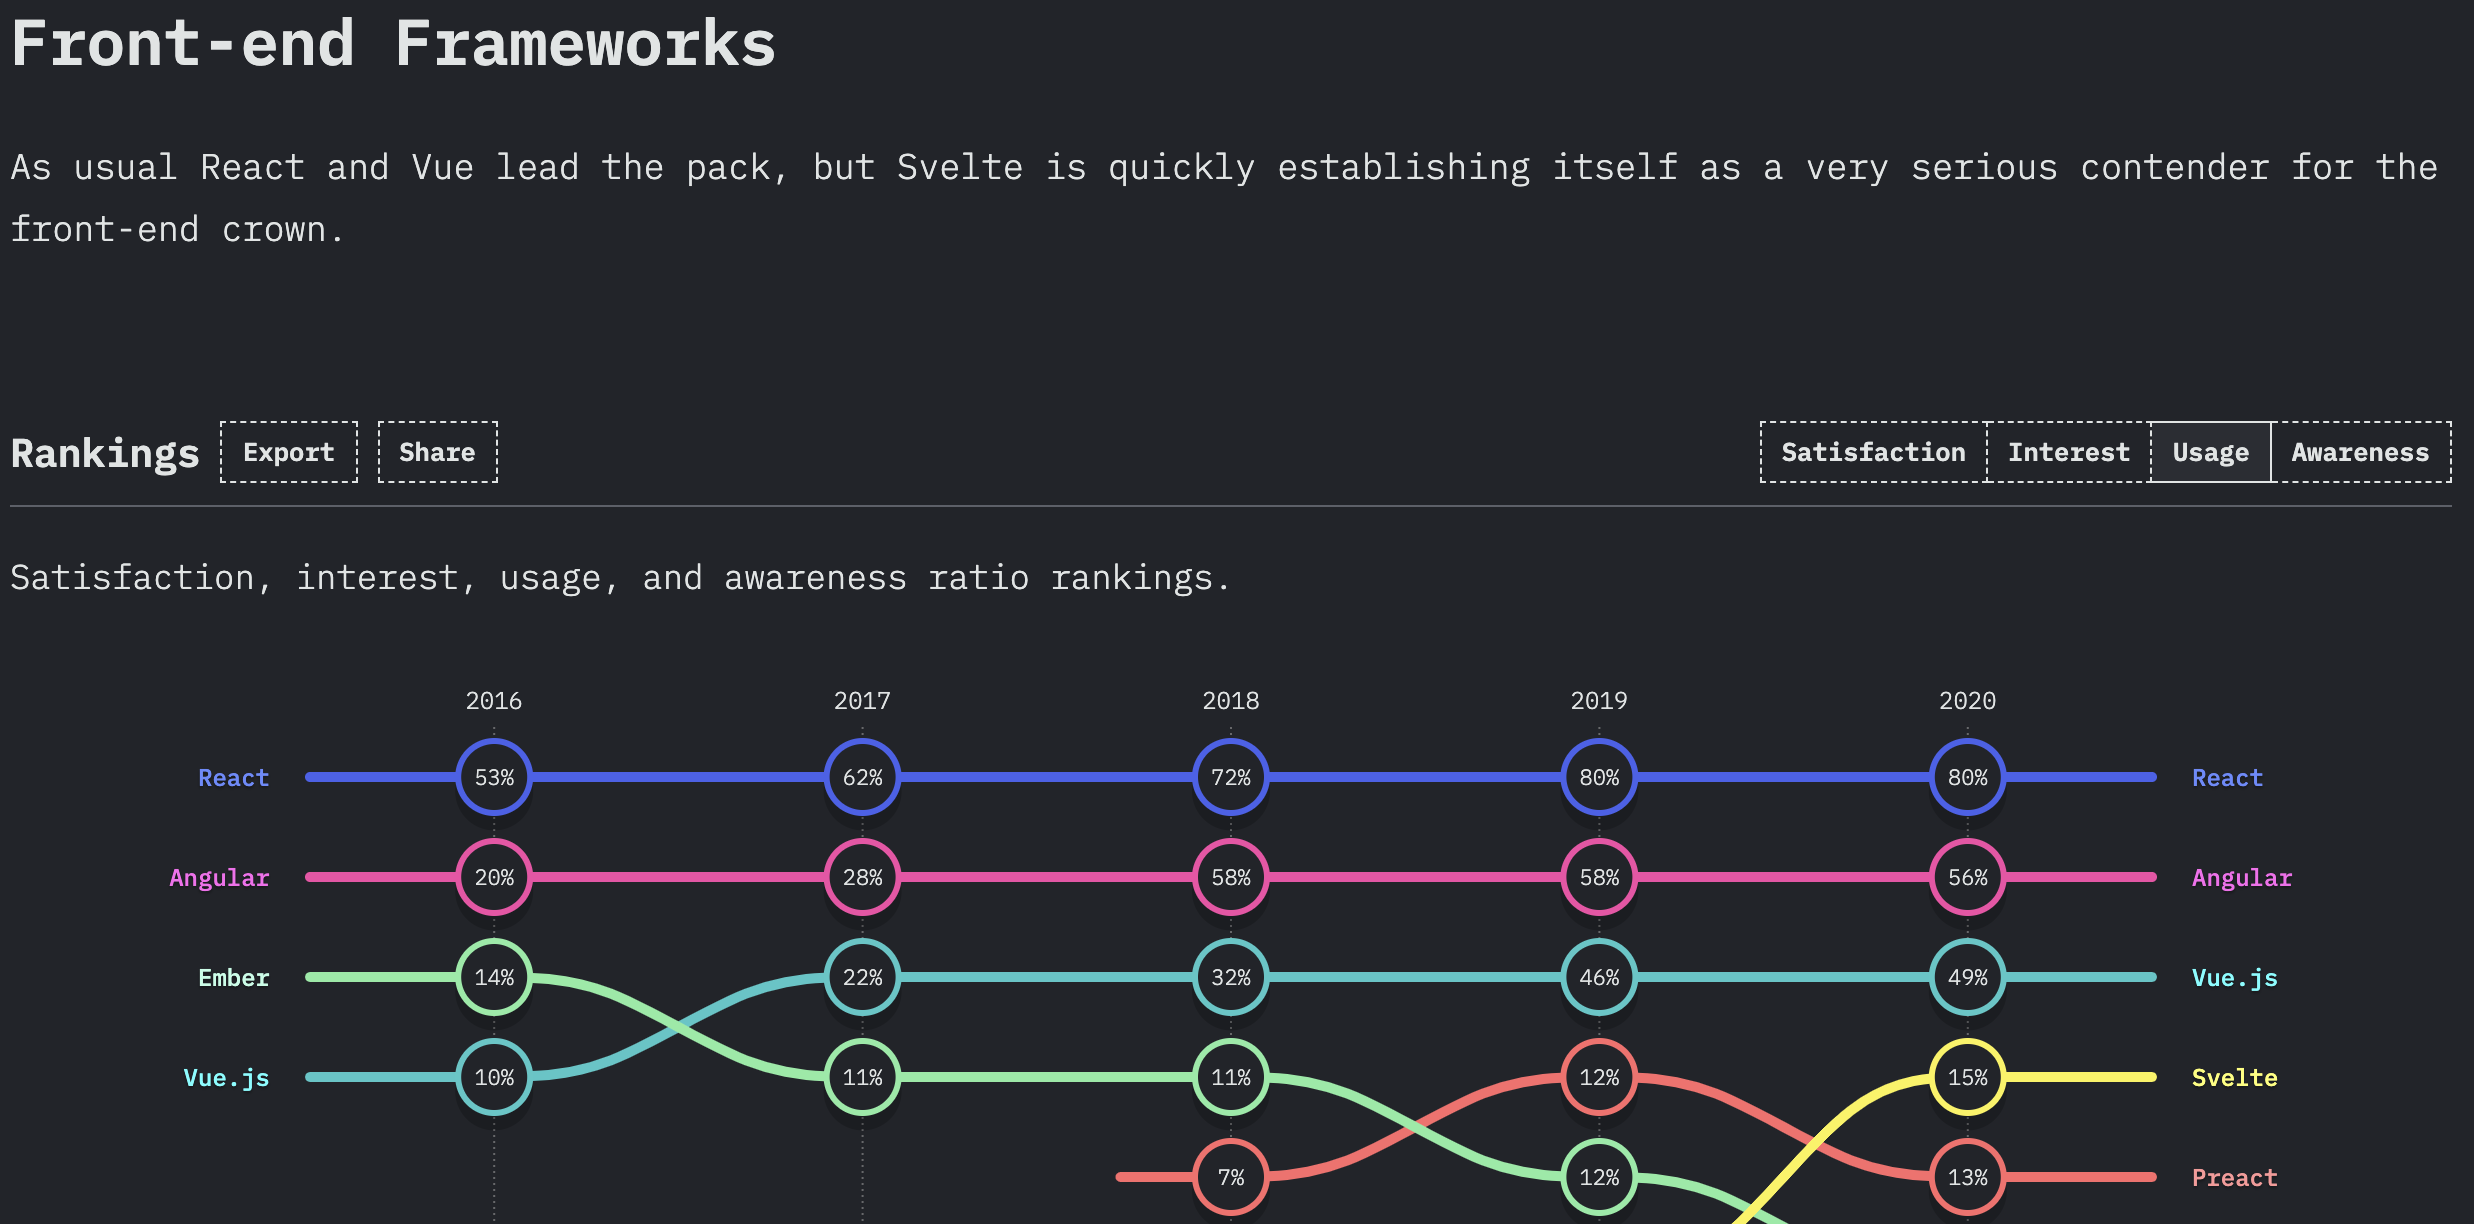 Front-end Frameworks
As usual React and Vue lead the pack, but Svelte is quickly establishing itself as a very serious contender for the
front-end crown.
Rankings Export Share Satisfaction Interest Usage Awareness
Satisfaction, interest, usage, and awareness ratio rankings.
2016 2017 2018 2019 2020
React 53% 62% 72% 80% 80% React
Angular 20% 28% 58% 58% 56% Angular
Ember 14% 22% 32% 46% 49% Vue.js
Vue.js 10% 11% 11% 12% 15% Svelte
7% 12% 13% Preact